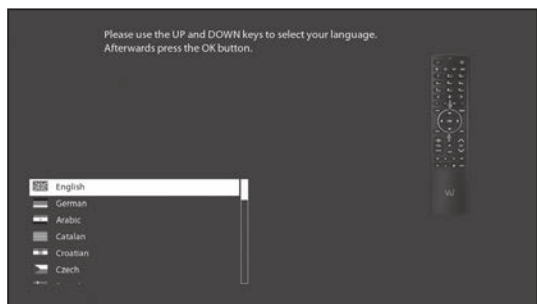 Please use the UP and DOWN keys to select your language.
Afterwards press the OK button.
English
German
Arabic
Catalan
Croatian
Czech